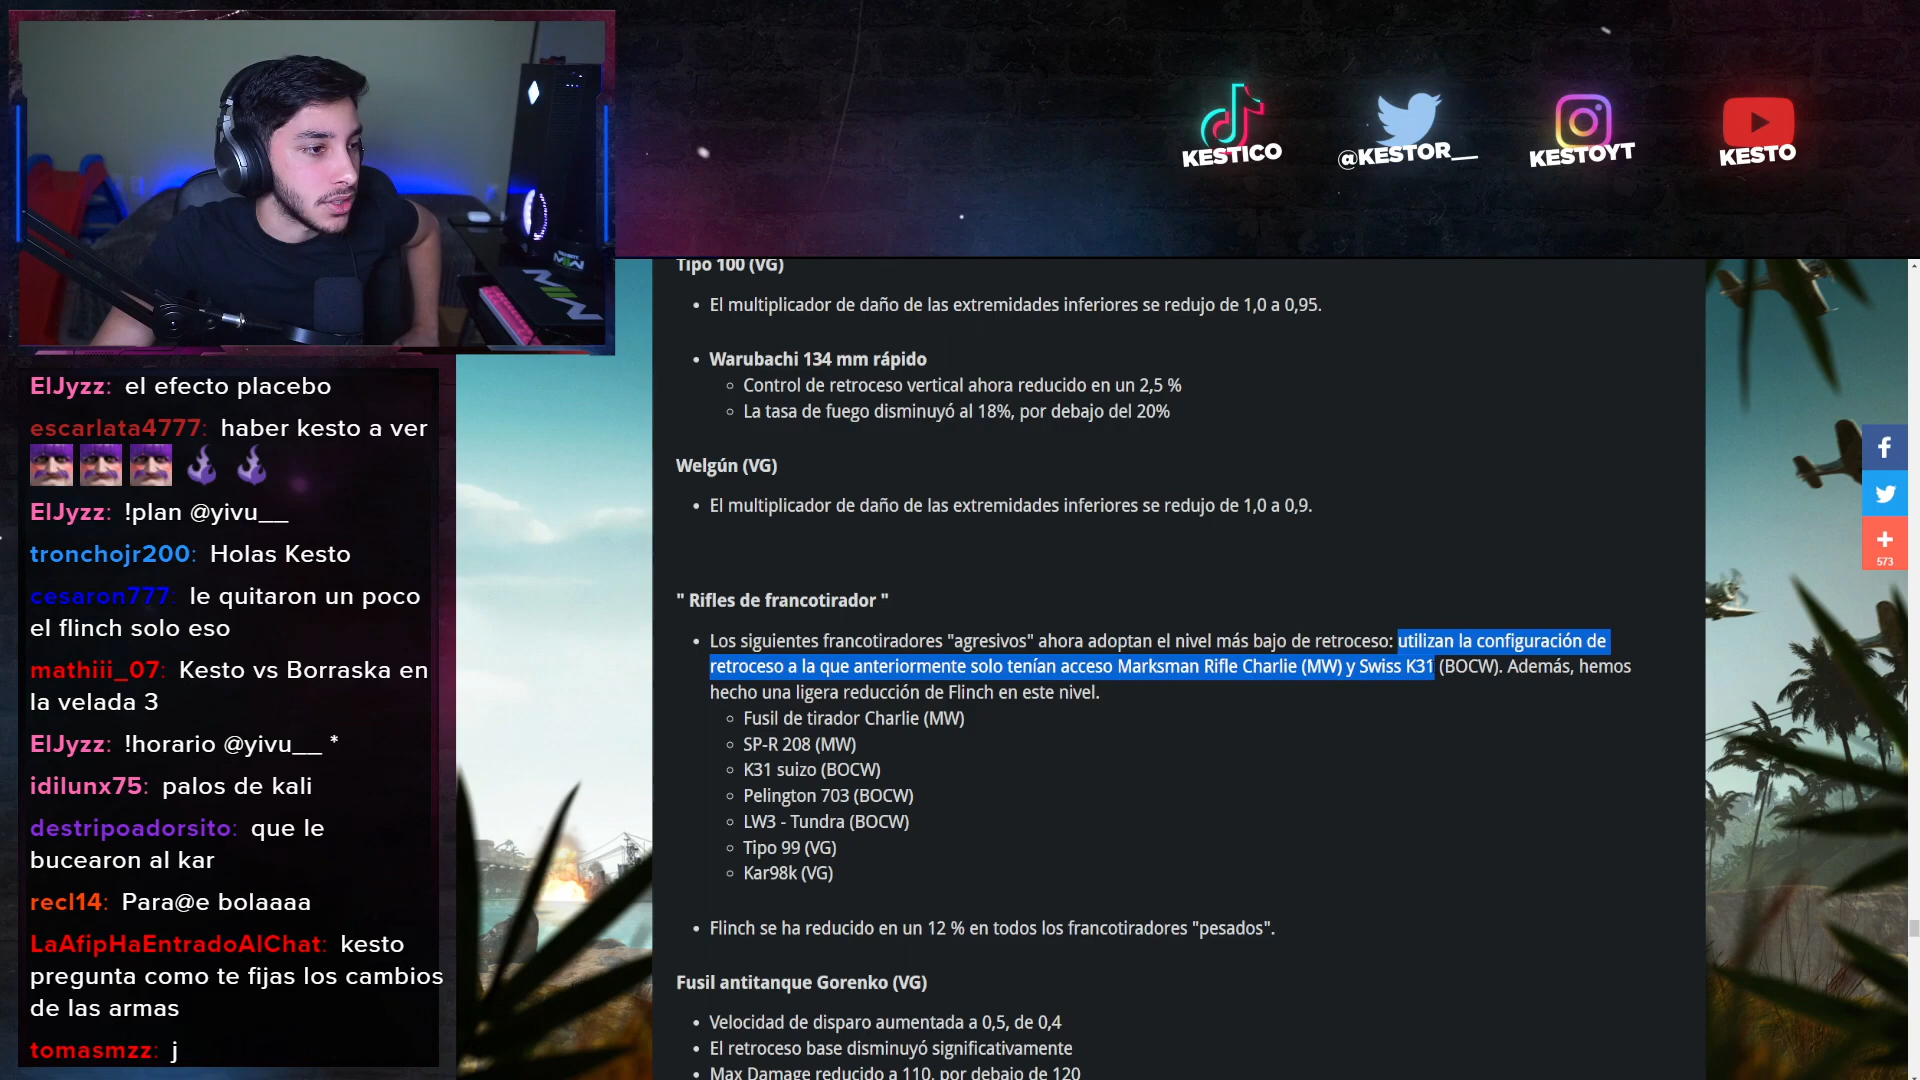 KESTICO
@KESTOR__
KESTOYT
KESTO
Tipo 100 (VG)
• El multiplicador de daño de las extremidades inferiores se redujo de 1,0 a 0,95.
• Warubachi 134 mm rápido
◦ Control de retroceso vertical ahora reducido en un 2,5 %
◦ La tasa de fuego disminuyó al 18%, por debajo del 20%
Welgún (VG)
• El multiplicador de daño de las extremidades inferiores se redujo de 1,0 a 0,9.
" Rifles de francotirador "
• Los siguientes francotiradores "agresivos" ahora adoptan el nivel más bajo de retroceso: utilizan la configuración de
retroceso a la que anteriormente solo tenían acceso Marksman Rifle Charlie (MW) y Swiss K31 (BOCW). Además, hemos
hecho una ligera reducción de Flinch en este nivel.
◦ Fusil de tirador Charlie (MW)
◦ SP-R 208 (MW)
◦ K31 suizo (BOCW)
◦ Pelington 703 (BOCW)
◦ LW3 - Tundra (BOCW)
◦ Tipo 99 (VG)
◦ Kar98k (VG)
• Flinch se ha reducido en un 12 % en todos los francotiradores "pesados".
Fusil antitanque Gorenko (VG)
• Velocidad de disparo aumentada a 0,5, de 0,4
• El retroceso base disminuyó significativamente
• Max Damage reducido a 110, por debajo de 120
573
ElJyzz: el efecto placebo
escarlata4777: haber kesto a ver
ElJyzz: !plan @yivu__
tronchojr200: Holas Kesto
cesaron777: le quitaron un poco
el flinch solo eso
mathiii_07: Kesto vs Borraska en
la velada 3
ElJyzz: !horario @yivu__ *
idilunx75: palos de kali
destripoadorsito: que le
bucearon al kar
recl14: Para@e bolaaaa
LaAfipHaEntradoAlChat: kesto
pregunta como te fijas los cambios
de las armas
tomasmzz: j